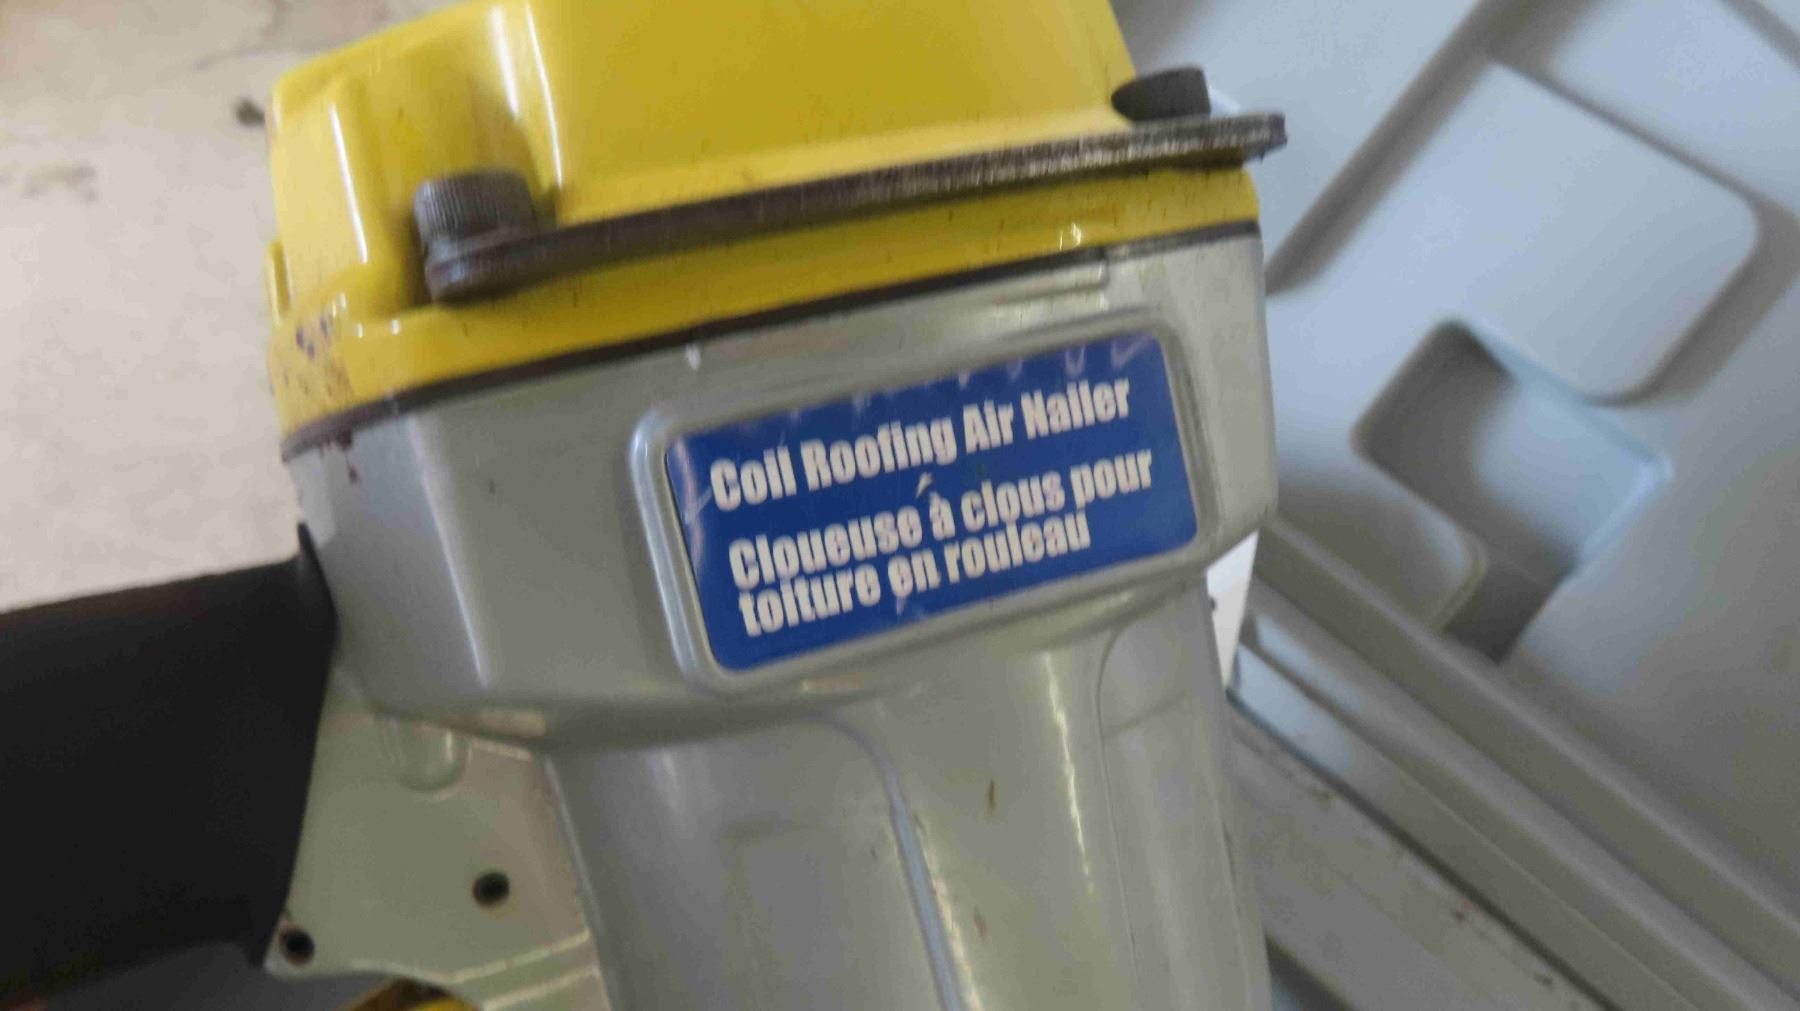 Coil Roofing Air Nailer
Cloueuse à clous pour
toiture en rouleau